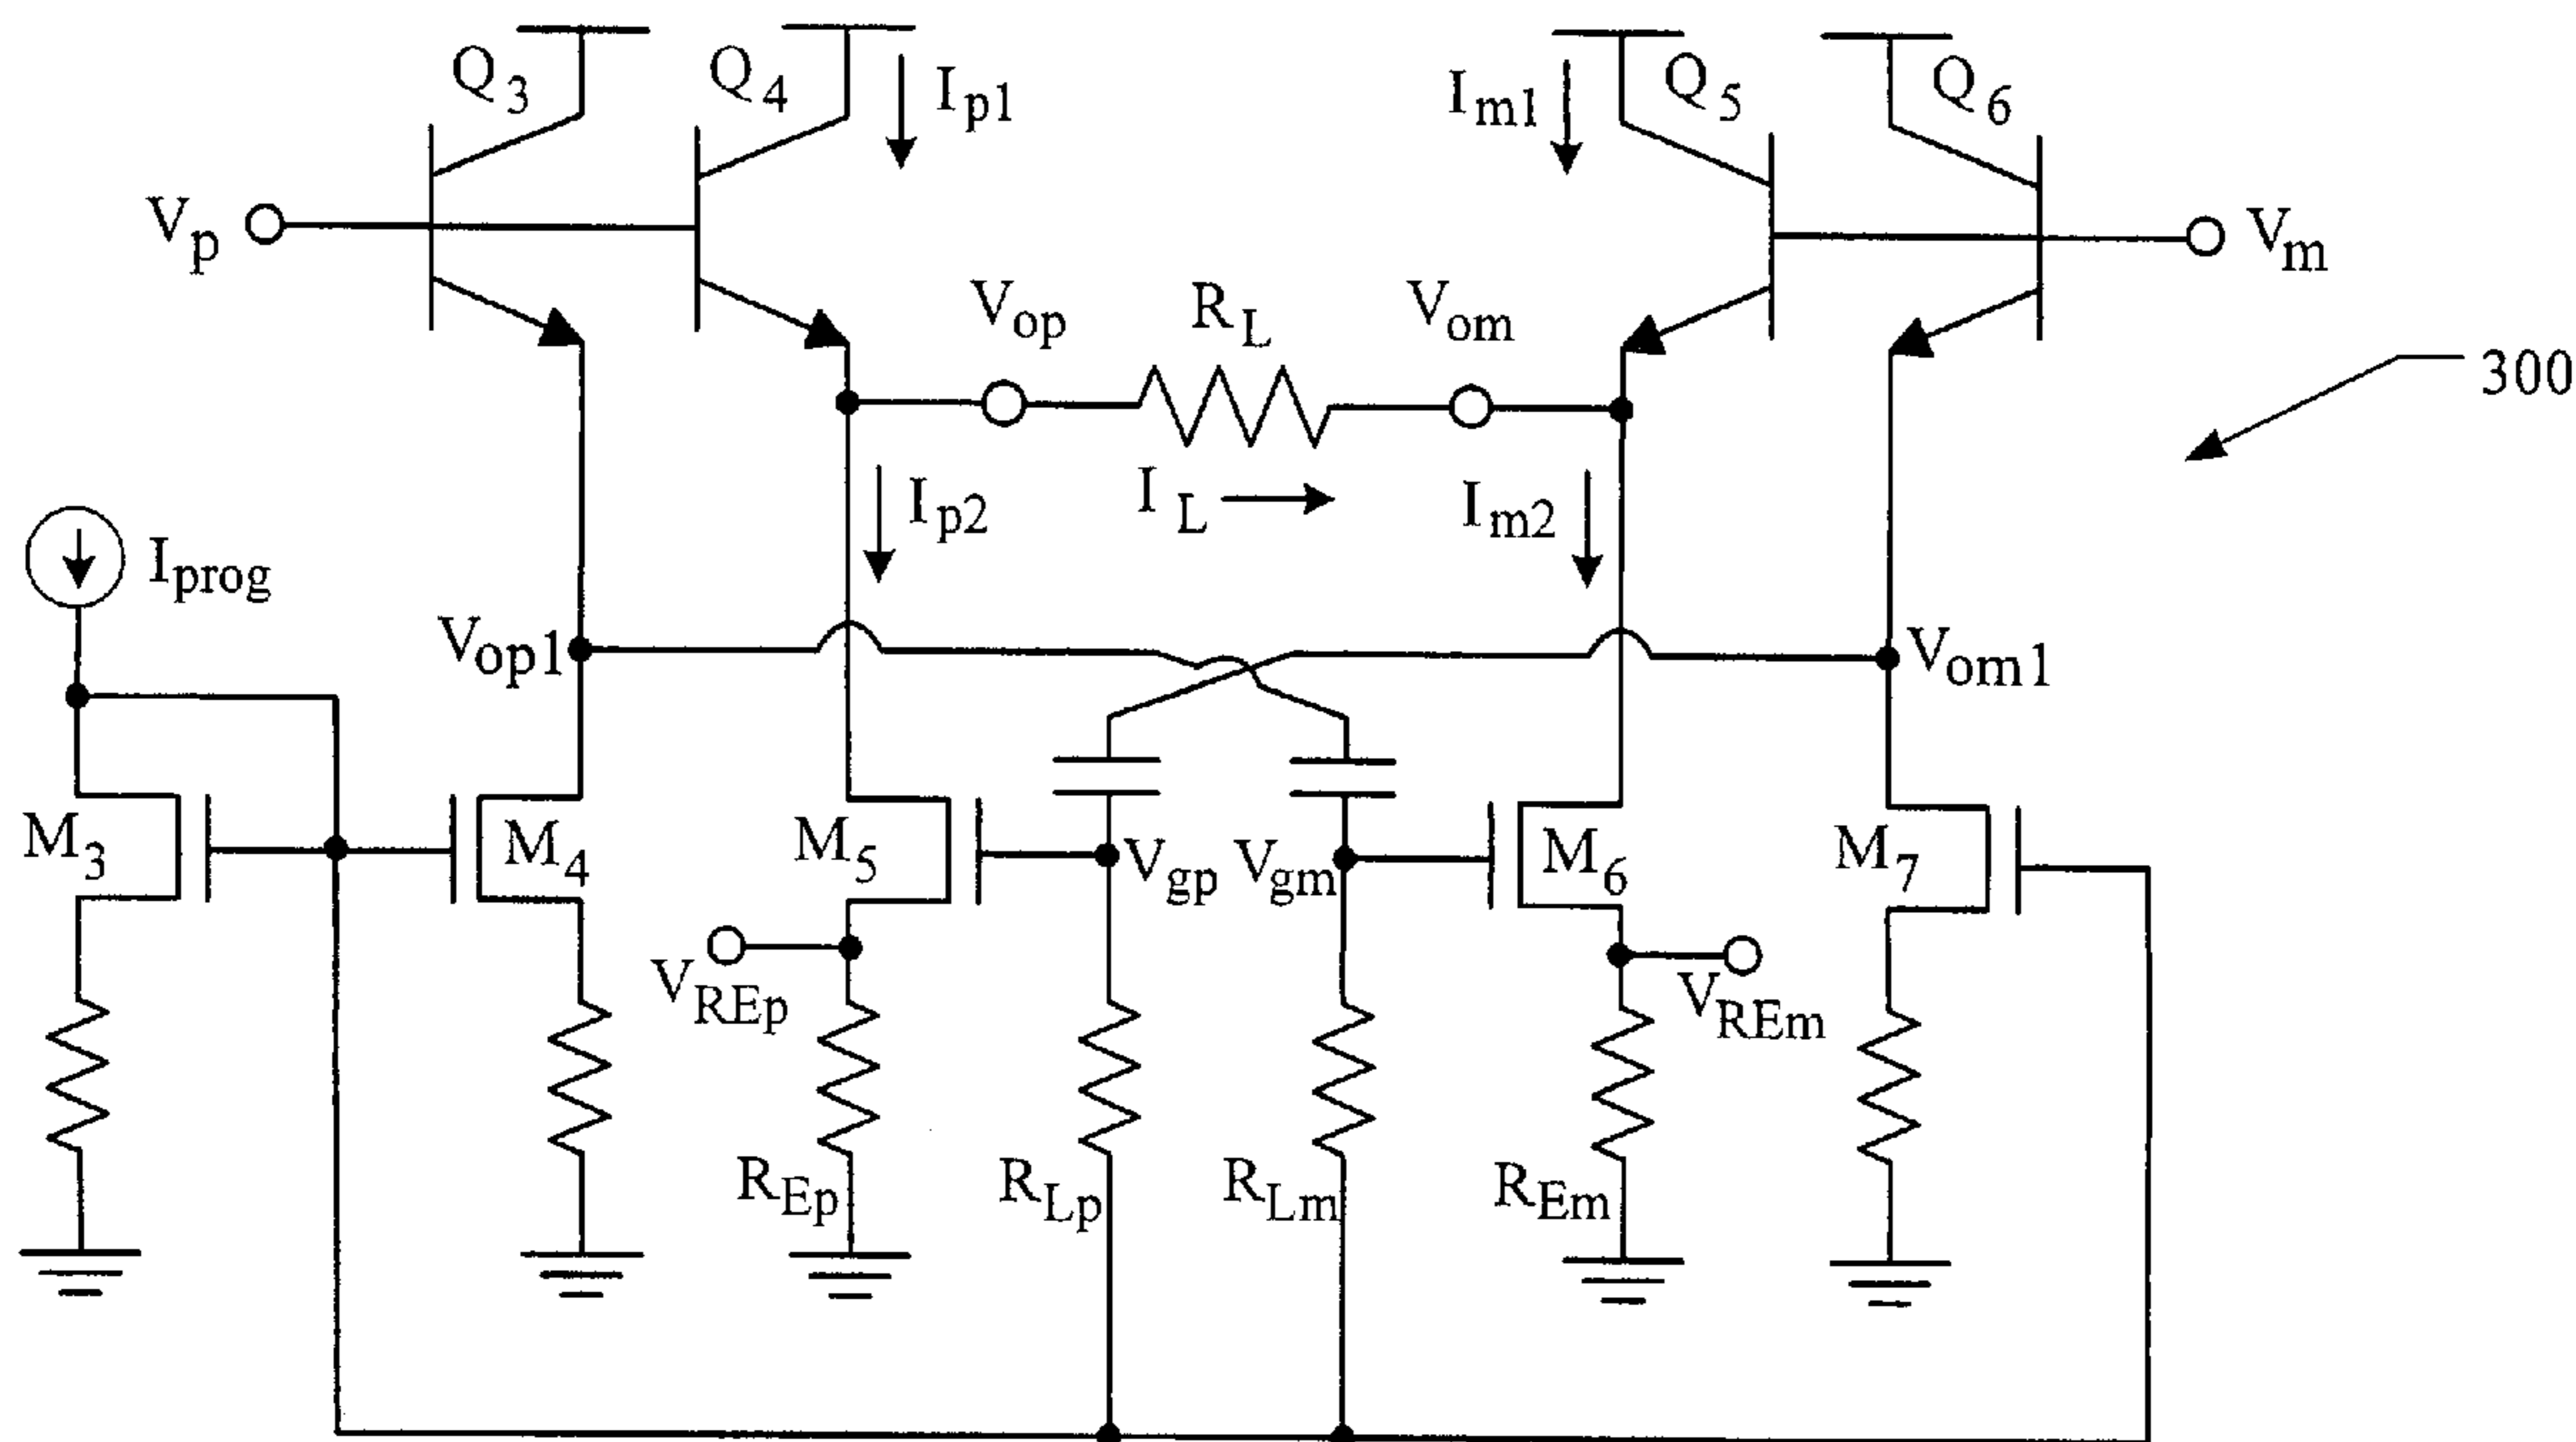 Q3
Q4
Ip1
Im1
Q5
Q6
Vp
Vm
Vop
RL
Vom
300
Iprog
Ip2
IL
Im2
Vop1
Vom1
M3
M4
M5
Vgp
Vgm
M6
M7
VREp
VREm
REp
RLp
RLm
REm